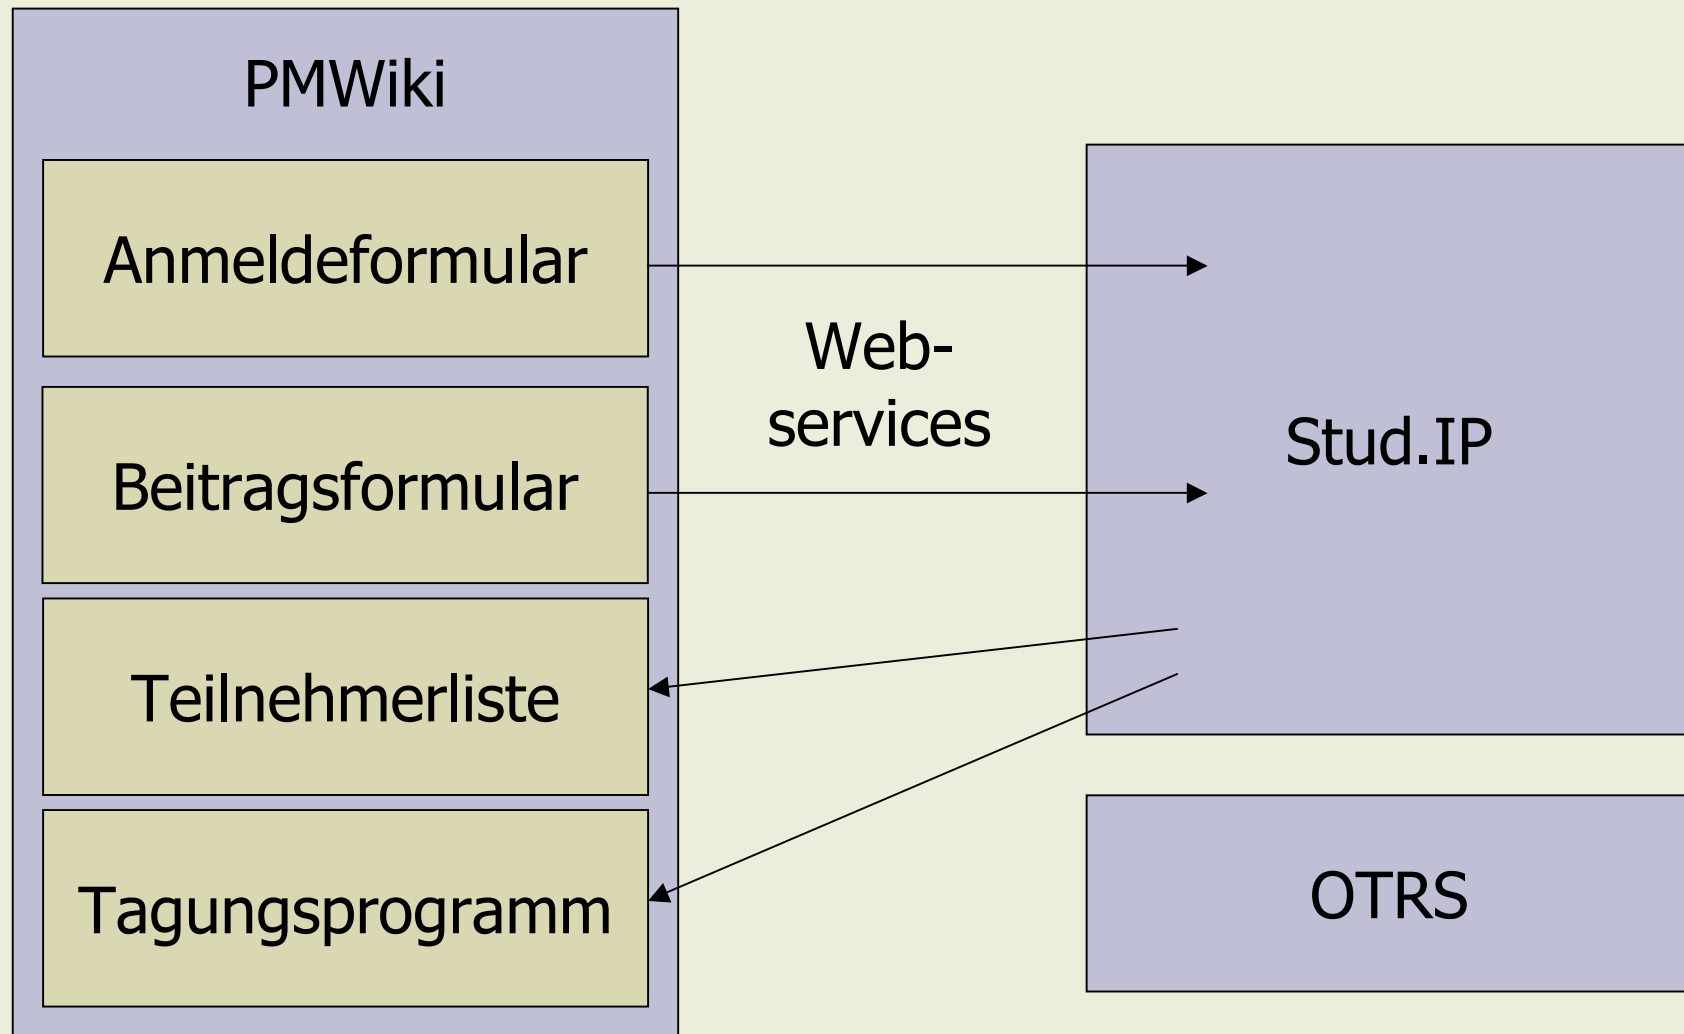 PMWiki
Anmeldeformular
Web-
services
Stud.IP
Beitragsformular
Teilnehmerliste
Tagungsprogramm
OTRS